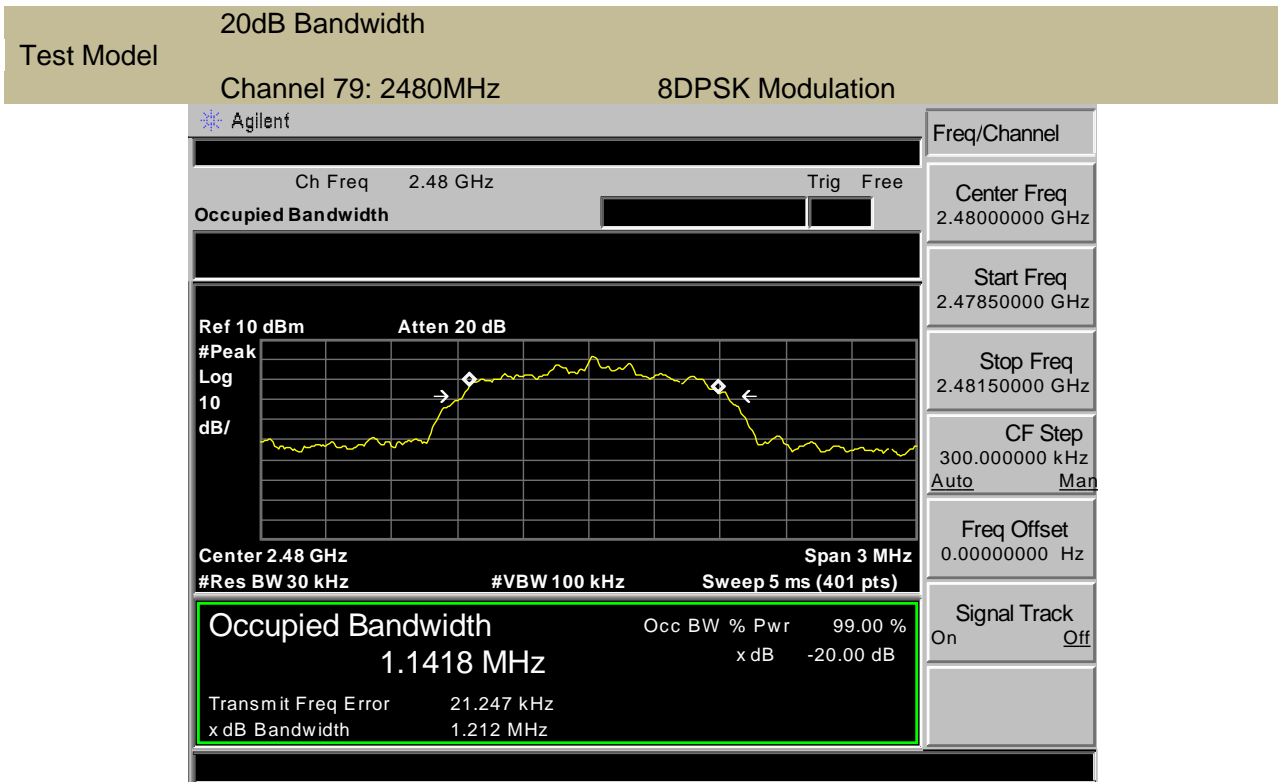 20dB Bandwidth
Test Model
Channel 79: 2480MHz 8DPSK Modulation
Agilent
Freq/Channel
Ch Freq 2.48 GHz Trig Free
Occupied Bandwidth
Center Freq
2.48000000 GHz
Start Freq
2.47850000 GHz
Stop Freq
2.48150000 GHz
CF Step
300.000000 kHz
Auto Man
Freq Offset
0.00000000 Hz
Signal Track
On Off
Ref 10 dBm Atten 20 dB
#Peak
Log
10
dB/
Center 2.48 GHz Span 3 MHz
#Res BW 30 kHz #VBW 100 kHz Sweep 5 ms (401 pts)
Occupied Bandwidth Occ BW % Pwr 99.00 %
1.1418 MHz x dB -20.00 dB
Transmit Freq Error 21.247 kHz
x dB Bandwidth 1.212 MHz